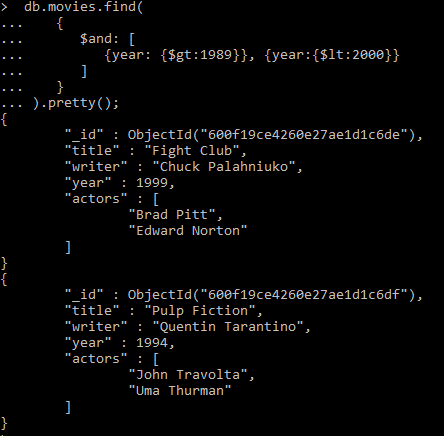 >  db.movies.find(
...     {
...        $and: [
...           {year: {$gt:1989}}, {year:{$lt:2000}}
...        ]
...     }
... ).pretty();
{
        "_id" : ObjectId("600f19ce4260e27ae1d1c6de"),
        "title" : "Fight Club",
        "writer" : "Chuck Palahniuko",
        "year" : 1999,
        "actors" : [
                "Brad Pitt",
                "Edward Norton"
        ]
}
{
        "_id" : ObjectId("600f19ce4260e27ae1d1c6df"),
        "title" : "Pulp Fiction",
        "writer" : "Quentin Tarantino",
        "year" : 1994,
        "actors" : [
                "John Travolta",
                "Uma Thurman"
        ]
}